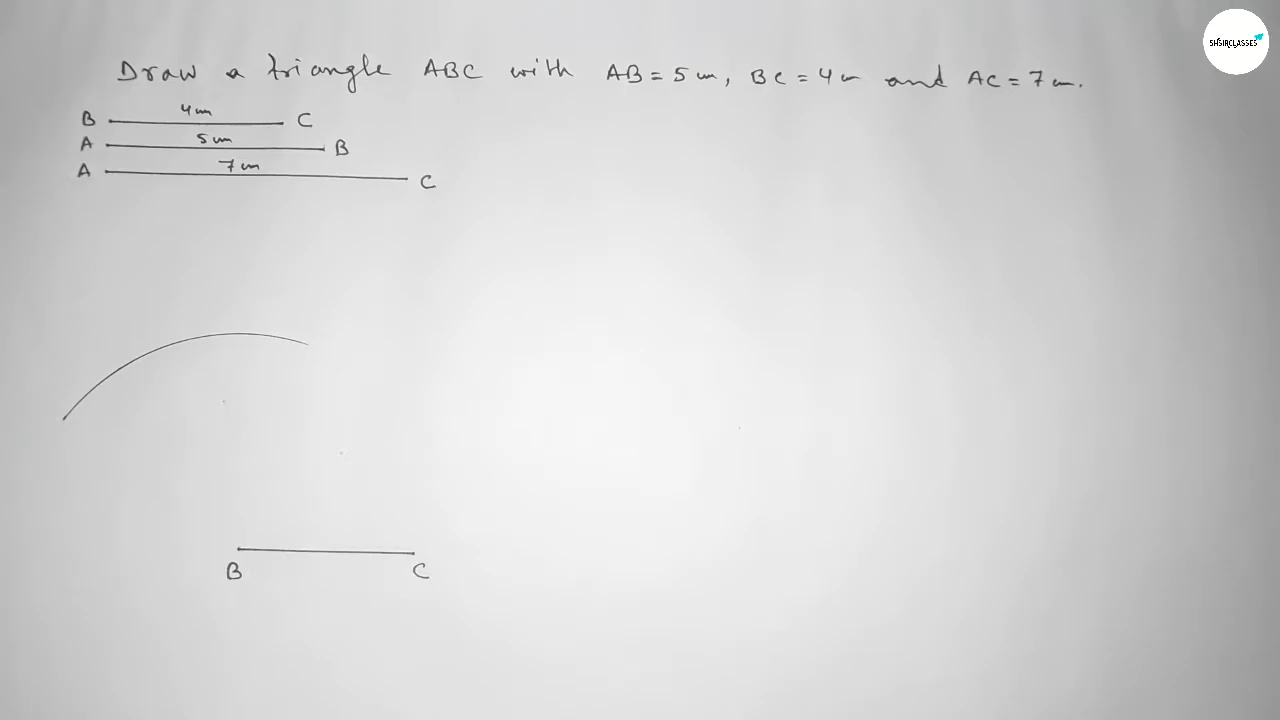 SHSIRCLASSES
Draw a triangle ABC with AB = 5 cm, BC = 4 cm and AC = 7 cm.
B 4 cm C
A 5 cm B
A 7 cm C
B C